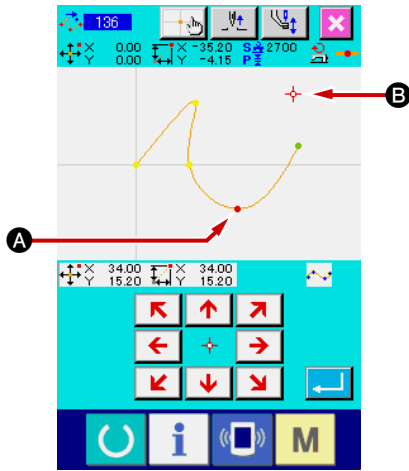 136
X 0.00 X -35.20 S 2700
Y 0.00 Y -4.15 P
B
A
X 34.00 X 34.00
Y 15.20 Y 15.20
i M